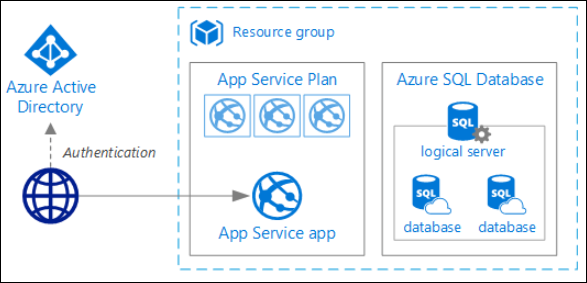 Resource group
Azure Active
Directory
Authentication
App Service Plan
App Service app
Azure SQL Database
SQL
logical server
SQL
SQL
database
database